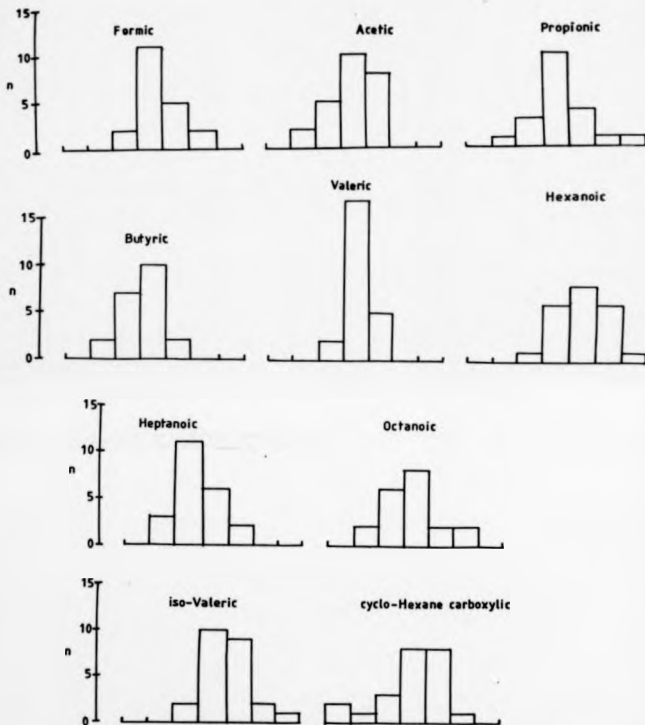 15
Formic
Acetic
Propionic
10
n
5
0
Valeric
Hexanoic
15
Butyric
10
n
5
0
15
Heptanoic
Octanoic
10
n
5
0
15
iso-Valeric
cyclo-Hexane carboxylic
10
n
5
0